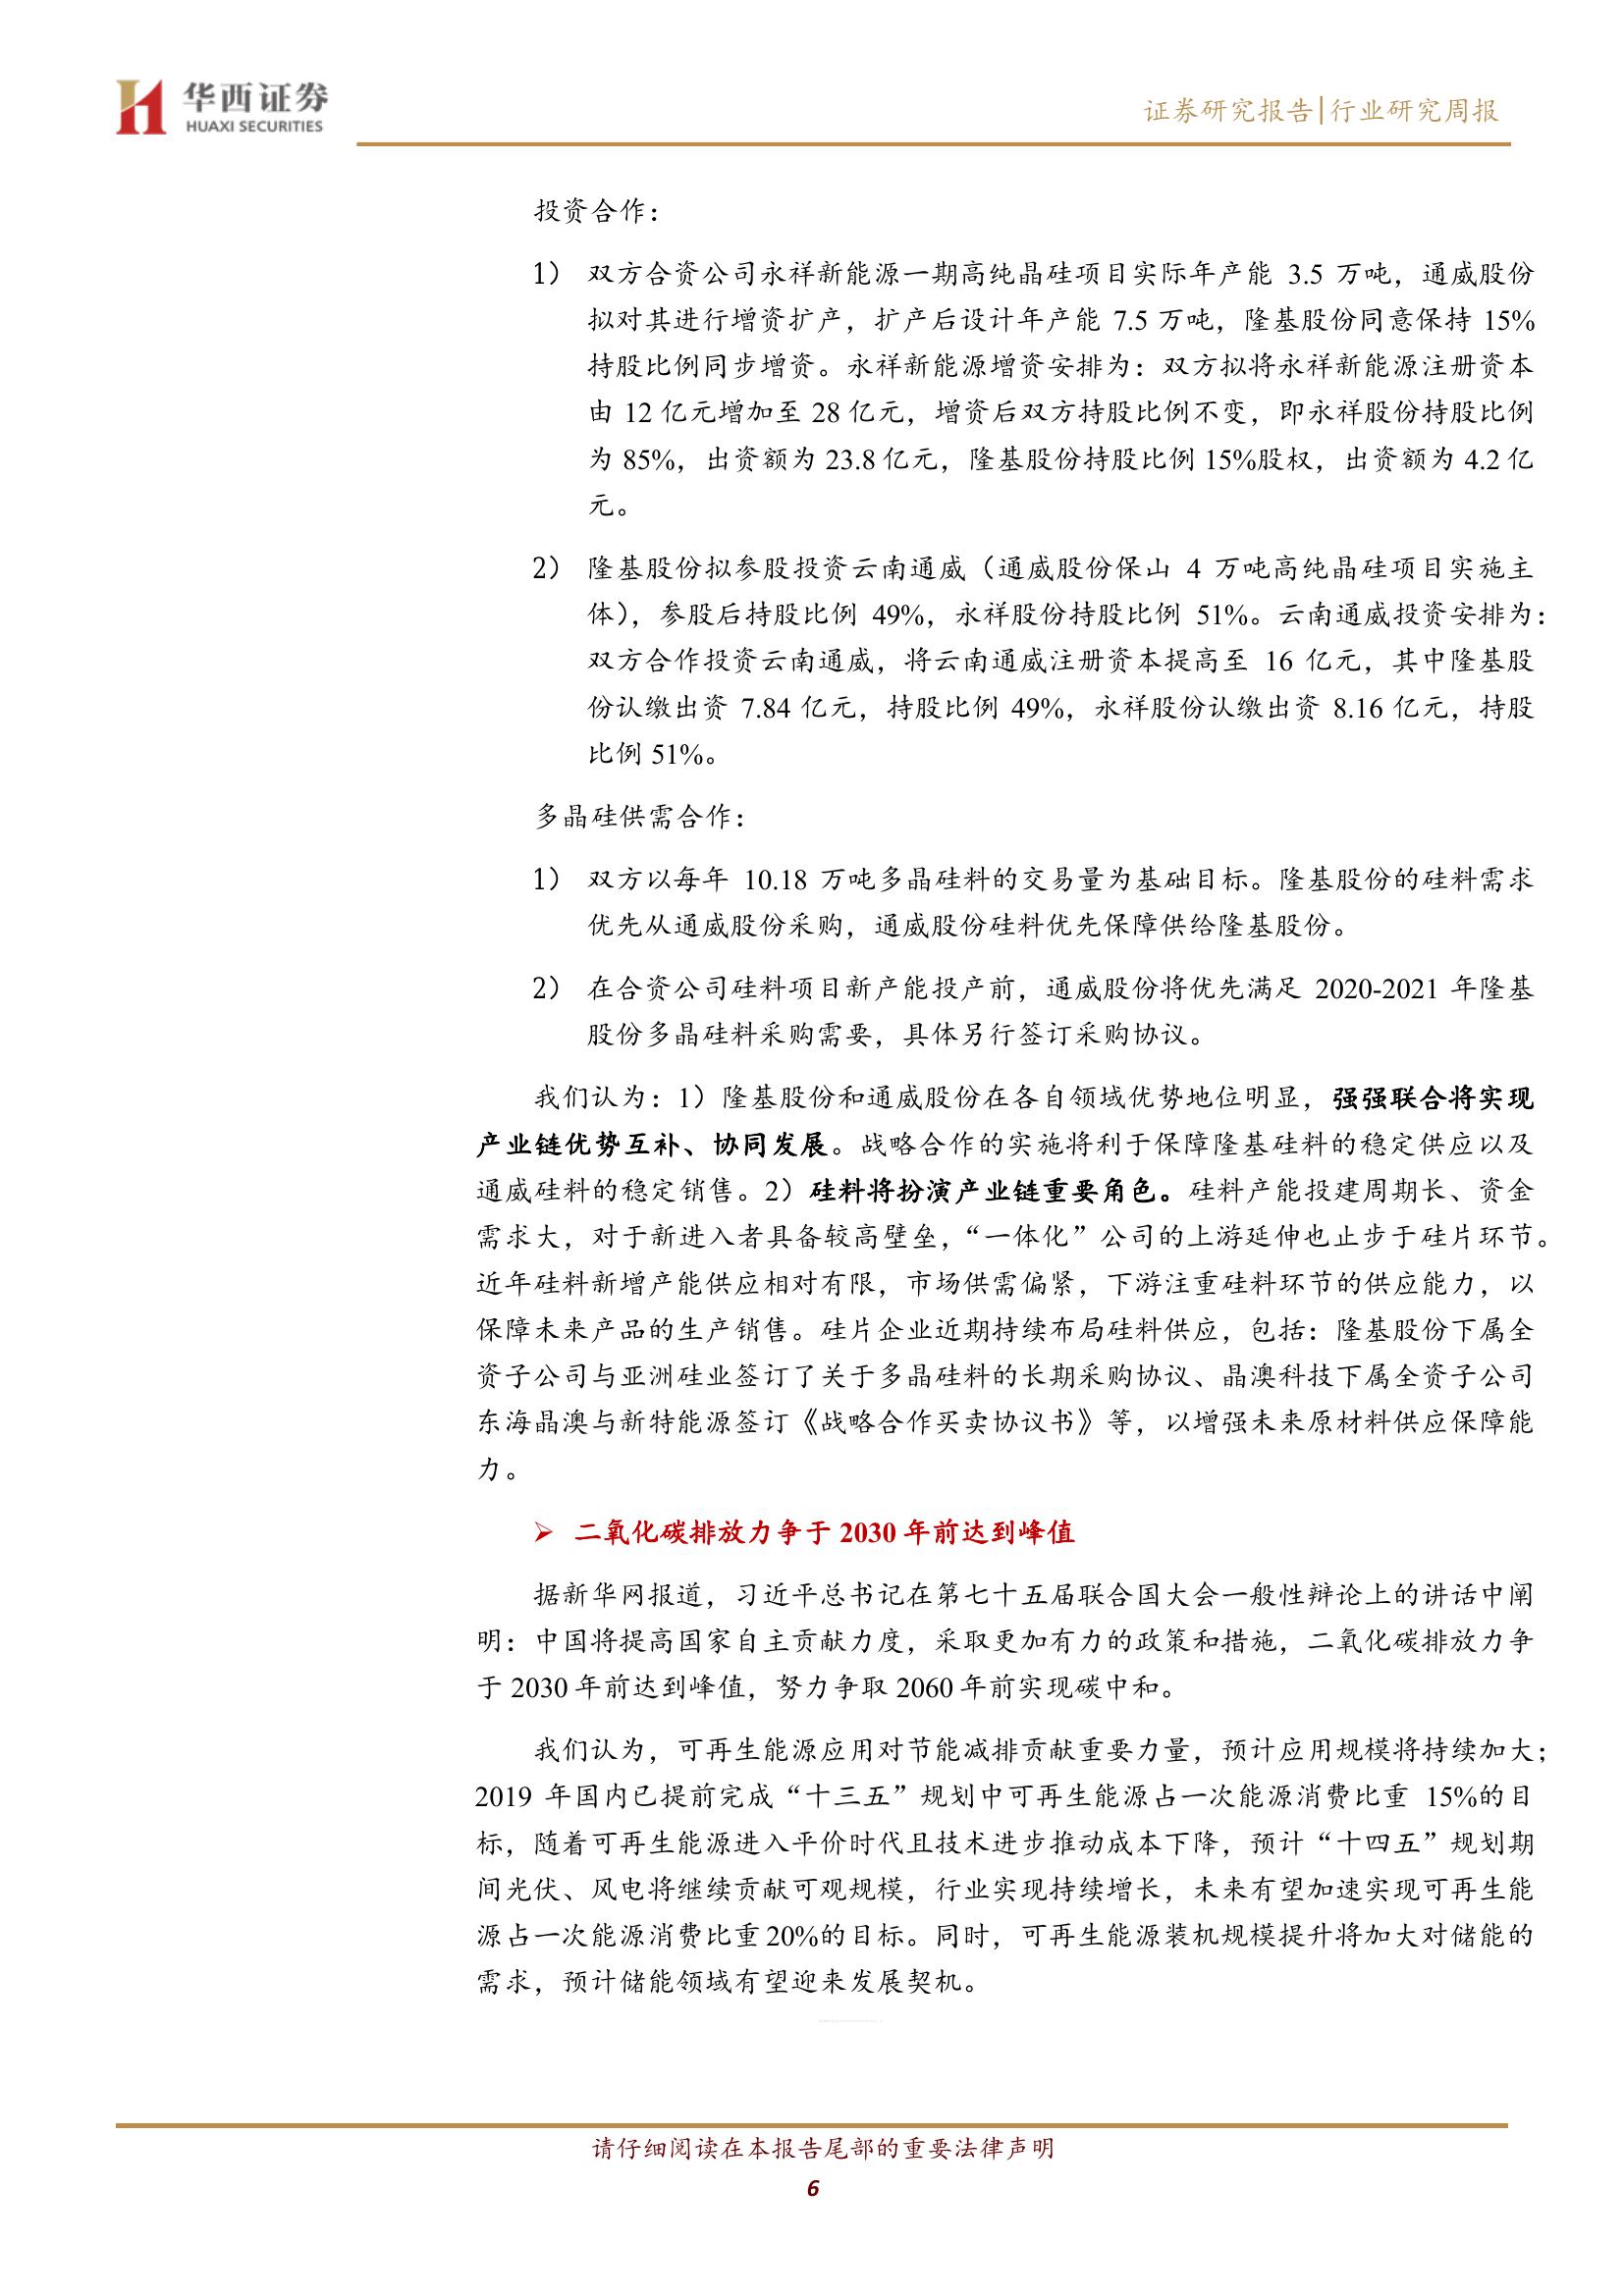 华西证券
HUAXI SECURITIES
证券研究报告|行业研究周报
投资合作：
1） 双方合资公司永祥新能源一期高纯晶硅项目实际年产能 3.5 万吨，通威股份
拟对其进行增资扩产，扩产后设计年产能 7.5 万吨，隆基股份同意保持 15%
持股比例同步增资。永祥新能源增资安排为：双方拟将永祥新能源注册资本
由 12 亿元增加至 28 亿元，增资后双方持股比例不变，即永祥股份持股比例
为 85%，出资额为 23.8 亿元，隆基股份持股比例 15%股权，出资额为 4.2 亿
元。
2） 隆基股份拟参股投资云南通威（通威股份保山 4 万吨高纯晶硅项目实施主
体），参股后持股比例 49%，永祥股份持股比例 51%。云南通威投资安排为：
双方合作投资云南通威，将云南通威注册资本提高至 16 亿元，其中隆基股
份认缴出资 7.84 亿元，持股比例 49%，永祥股份认缴出资 8.16 亿元，持股
比例 51%。
多晶硅供需合作：
1） 双方以每年 10.18 万吨多晶硅料的交易量为基础目标。隆基股份的硅料需求
优先从通威股份采购，通威股份硅料优先保障供给隆基股份。
2） 在合资公司硅料项目新产能投产前，通威股份将优先满足 2020-2021 年隆基
股份多晶硅料采购需要，具体另行签订采购协议。
我们认为：1）隆基股份和通威股份在各自领域优势地位明显，强强联合将实现
产业链优势互补、协同发展。战略合作的实施将利于保障隆基硅料的稳定供应以及
通威硅料的稳定销售。2）硅料将扮演产业链重要角色。硅料产能投建周期长、资金
需求大，对于新进入者具备较高壁垒，“一体化”公司的上游延伸也止步于硅片环节。
近年硅料新增产能供应相对有限，市场供需偏紧，下游注重硅料环节的供应能力，以
保障未来产品的生产销售。硅片企业近期持续布局硅料供应，包括：隆基股份下属全
资子公司与亚洲硅业签订了关于多晶硅料的长期采购协议、晶澳科技下属全资子公司
东海晶澳与新特能源签订《战略合作买卖协议书》等，以增强未来原材料供应保障能
力。
➢ 二氧化碳排放力争于 2030 年前达到峰值
据新华网报道，习近平总书记在第七十五届联合国大会一般性辩论上的讲话中阐
明：中国将提高国家自主贡献力度，采取更加有力的政策和措施，二氧化碳排放力争
于 2030 年前达到峰值，努力争取 2060 年前实现碳中和。
我们认为，可再生能源应用对节能减排贡献重要力量，预计应用规模将持续加大；
2019 年国内已提前完成“十三五”规划中可再生能源占一次能源消费比重 15%的目
标，随着可再生能源进入平价时代且技术进步推动成本下降，预计“十四五”规划期
间光伏、风电将继续贡献可观规模，行业实现持续增长，未来有望加速实现可再生能
源占一次能源消费比重 20%的目标。同时，可再生能源装机规模提升将加大对储能的
需求，预计储能领域有望迎来发展契机。
请仔细阅读在本报告尾部的重要法律声明
6